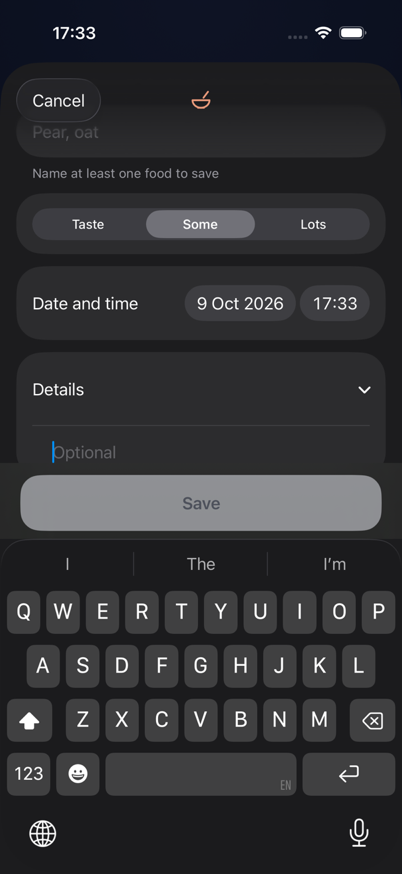 17:33
Cancel
Pear, oat
Name at least one food to save
Taste Some Lots
Date and time 9 Oct 2026 17:33
Details
Optional
Save
I The I'm
Q W E R T Y U I O P
A S D F G H J K L
Z X C V B N M
123 EN